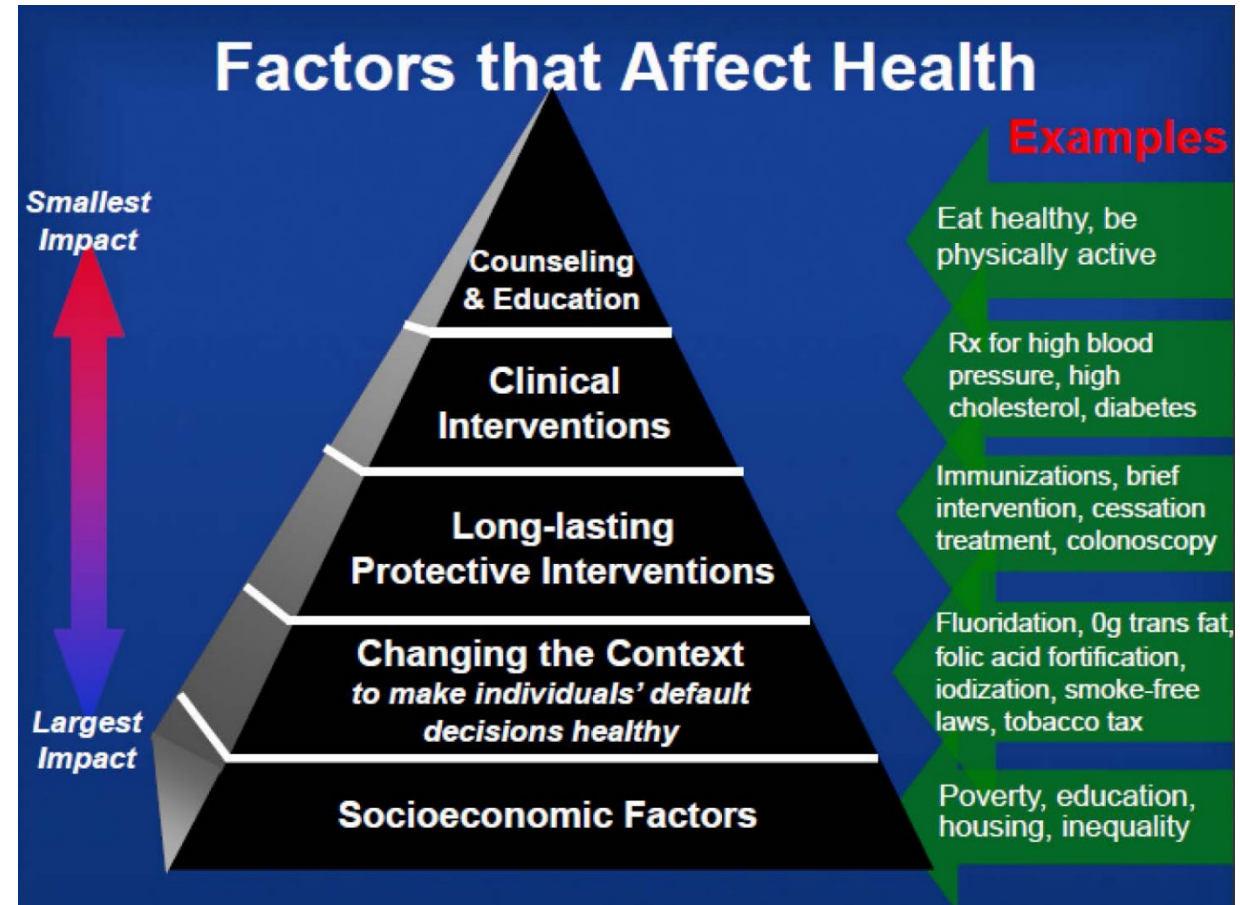 Factors that Affect Health
Examples
Smallest
Impact
Largest
Impact
Counseling
& Education
Eat healthy, be
physically active
Clinical
Interventions
Rx for high blood
pressure, high
cholesterol, diabetes
Long-lasting
Protective Interventions
Immunizations, brief
intervention, cessation
treatment, colonoscopy
Changing the Context
to make individuals’ default
decisions healthy
Fluoridation, 0g trans fat,
folic acid fortification,
iodization, smoke-free
laws, tobacco tax
Socioeconomic Factors
Poverty, education,
housing, inequality